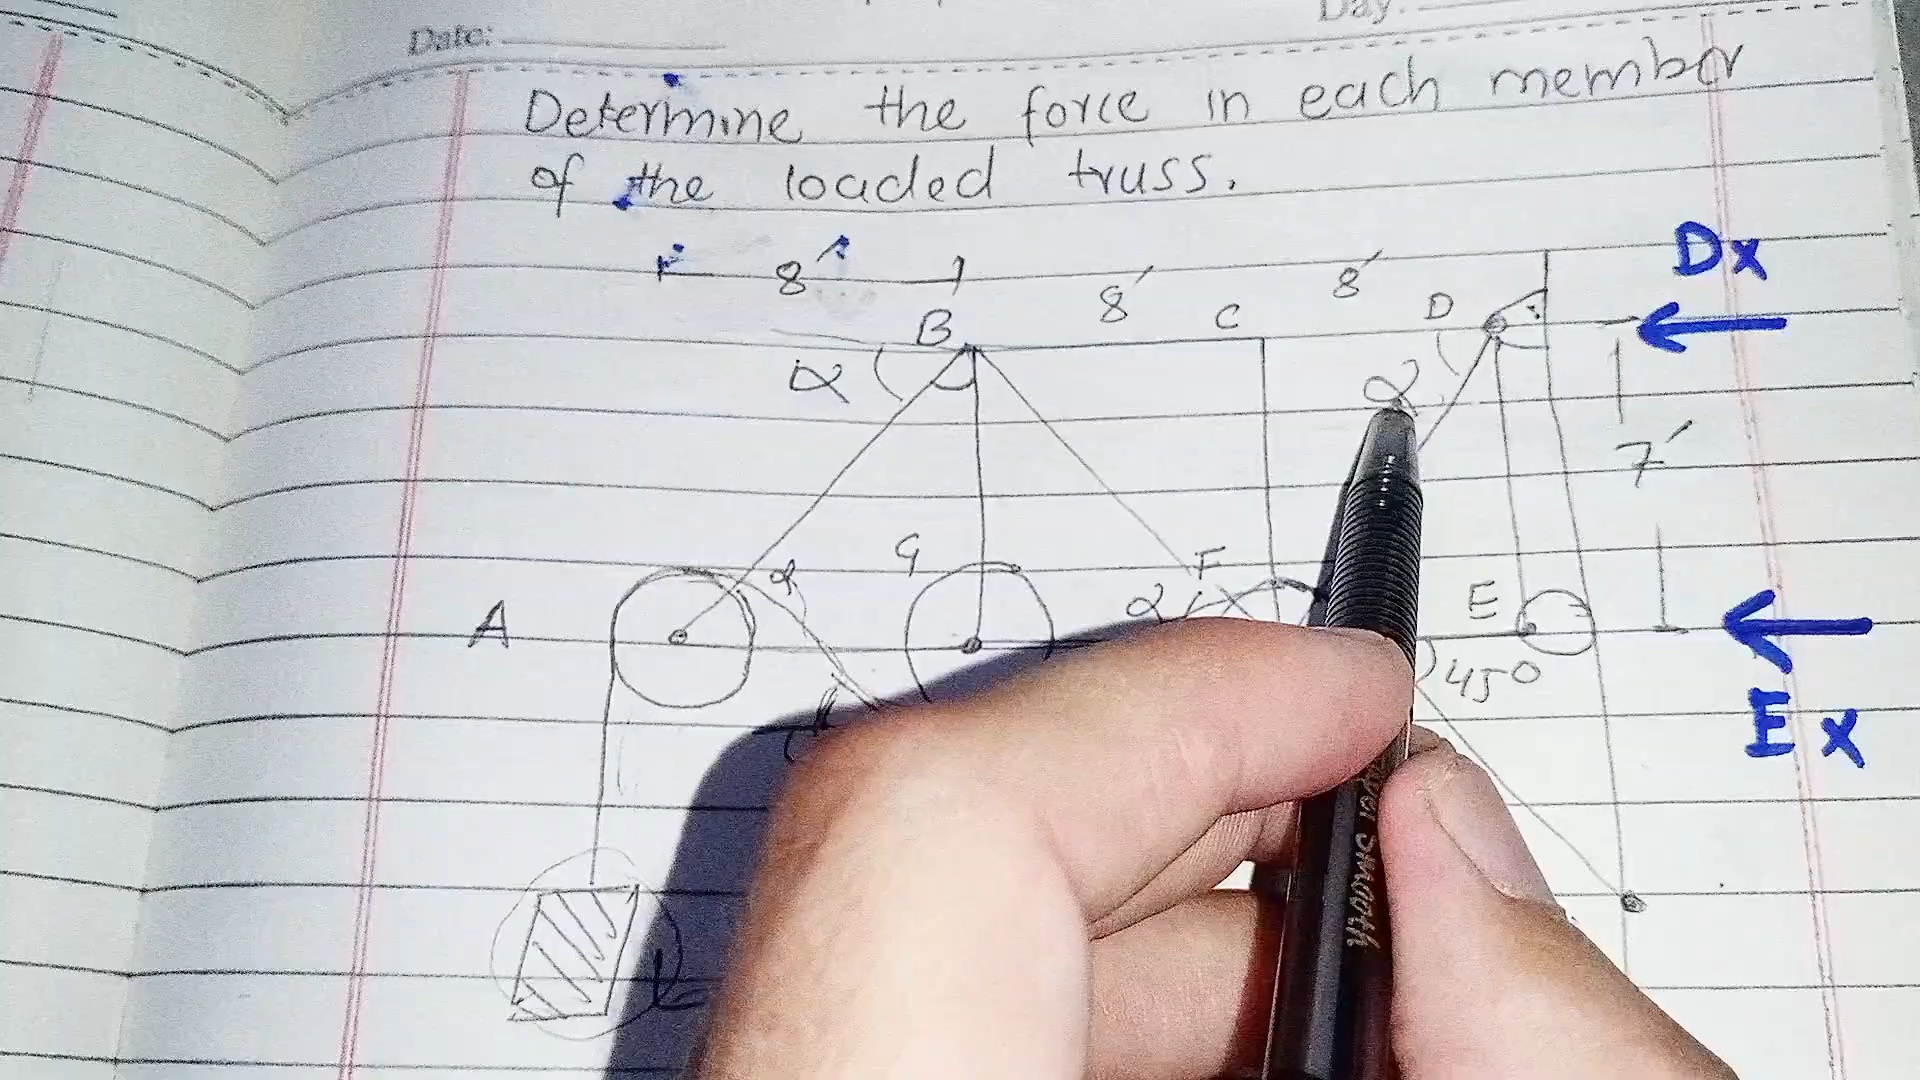 Date:
Day:
Determine the force in each member
of the loaded truss.
8' 8' 8'
Dx
B C D
α α
7'
G F
α α
A E
45°
Ex